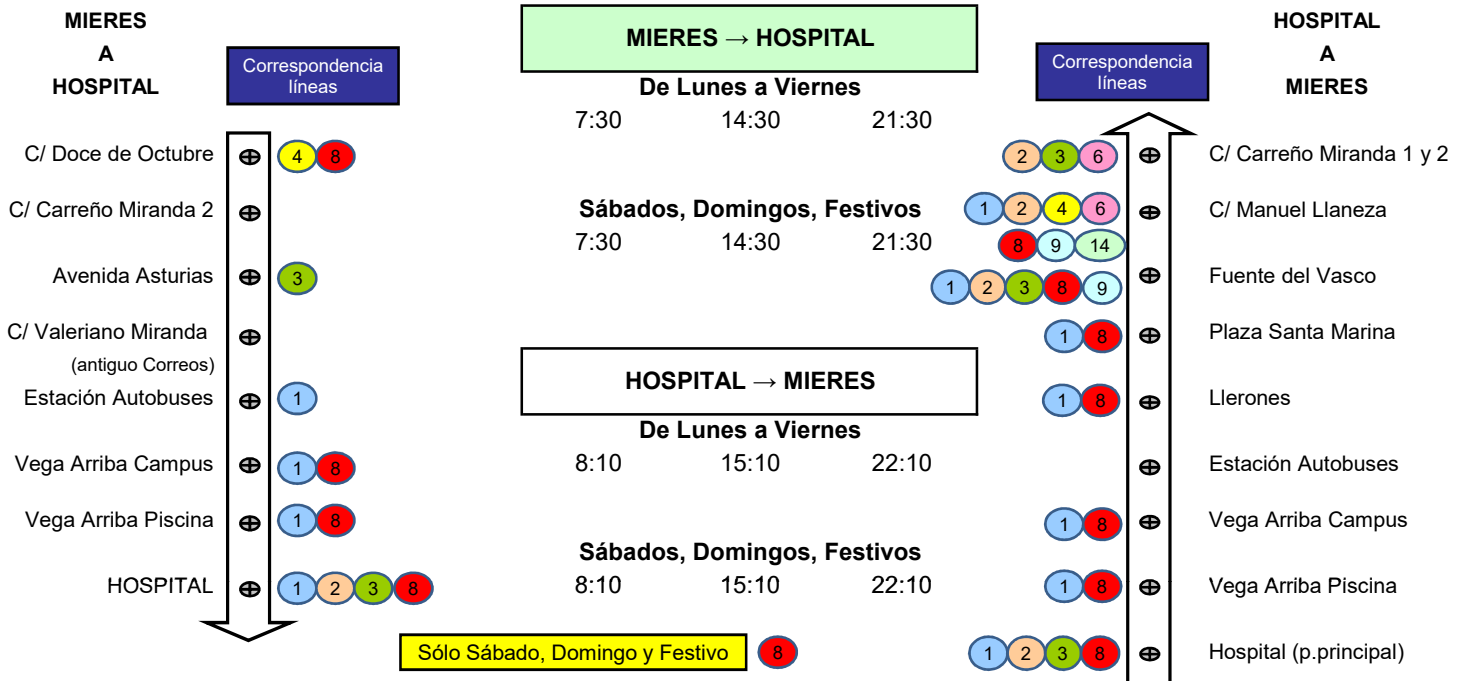 MIERES
A
HOSPITAL
Correspondencia
líneas
C/ Doce de Octubre 4 8
C/ Carreño Miranda 2
Avenida Asturias 3
C/ Valeriano Miranda
(antiguo Correos)
Estación Autobuses 1
Vega Arriba Campus 1 8
Vega Arriba Piscina 1 8
HOSPITAL 1 2 3 8
MIERES → HOSPITAL
De Lunes a Viernes
7:30 14:30 21:30
Sábados, Domingos, Festivos
7:30 14:30 21:30
HOSPITAL → MIERES
De Lunes a Viernes
8:10 15:10 22:10
Sábados, Domingos, Festivos
8:10 15:10 22:10
Sólo Sábado, Domingo y Festivo 8
HOSPITAL
A
MIERES
Correspondencia
líneas
2 3 6 C/ Carreño Miranda 1 y 2
1 2 4 6 C/ Manuel Llaneza
8 9 14
1 2 3 8 9 Fuente del Vasco
1 8 Plaza Santa Marina
1 8 Llerones
Estación Autobuses
1 8 Vega Arriba Campus
1 8 Vega Arriba Piscina
1 2 3 8 Hospital (p.principal)